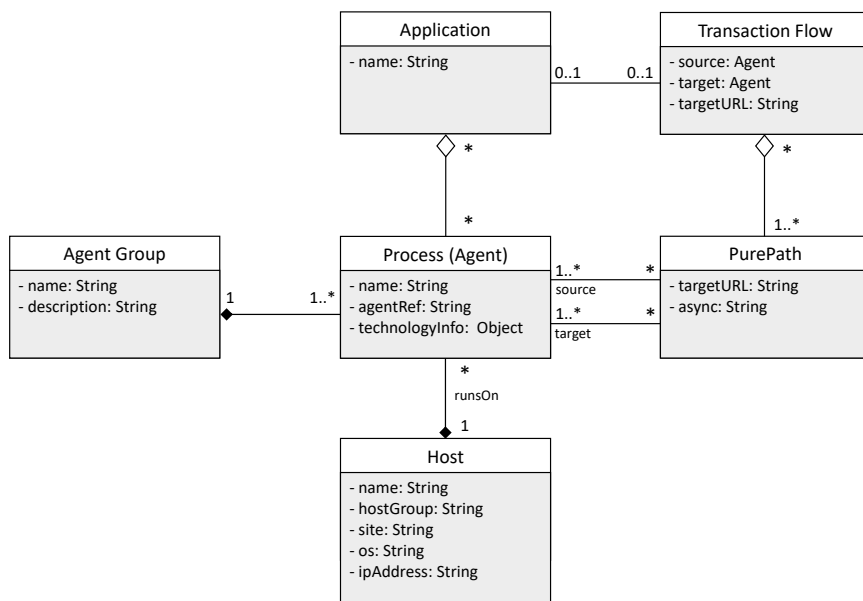 Application
- name: String
Transaction Flow
- source: Agent
- target: Agent
- targetURL: String
0..1
0..1
*
*
*
1..*
Agent Group
- name: String
- description: String
1
1..*
Process (Agent)
- name: String
- agentRef: String
- technologyInfo: Object
1..*
*
source
1..*
*
target
PurePath
- targetURL: String
- async: String
*
runsOn
1
Host
- name: String
- hostGroup: String
- site: String
- os: String
- ipAddress: String